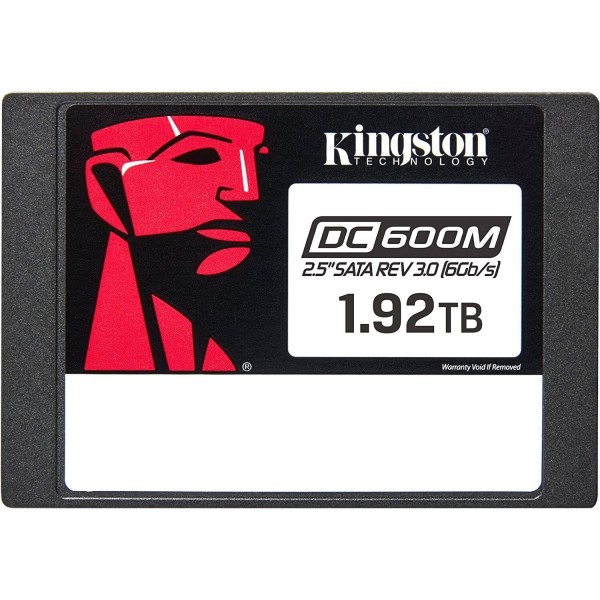 Kingston®
TECHNOLOGY
DC600M
2.5" SATA REV 3.0 (6Gb/s)
1.92TB
®
Warranty Void If Removed